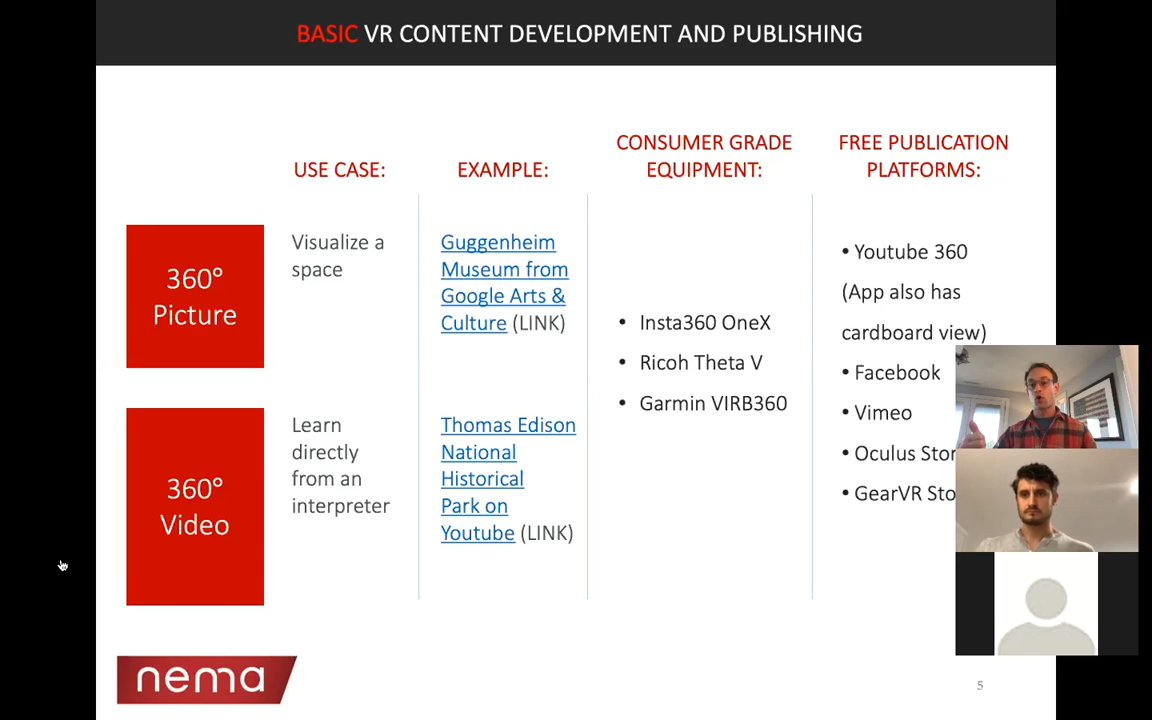 BASIC VR CONTENT DEVELOPMENT AND PUBLISHING
USE CASE:
EXAMPLE:
CONSUMER GRADE
EQUIPMENT:
FREE PUBLICATION
PLATFORMS:
360°
Picture
Visualize a
space
Guggenheim
Museum from
Google Arts &
Culture (LINK)
360°
Video
Learn
directly
from an
interpreter
Thomas Edison
National
Historical
Park on
Youtube (LINK)
• Insta360 OneX
• Ricoh Theta V
• Garmin VIRB360
• Youtube 360
(App also has
cardboard view)
• Facebook
• Vimeo
• Oculus
• GearVR
nema
5